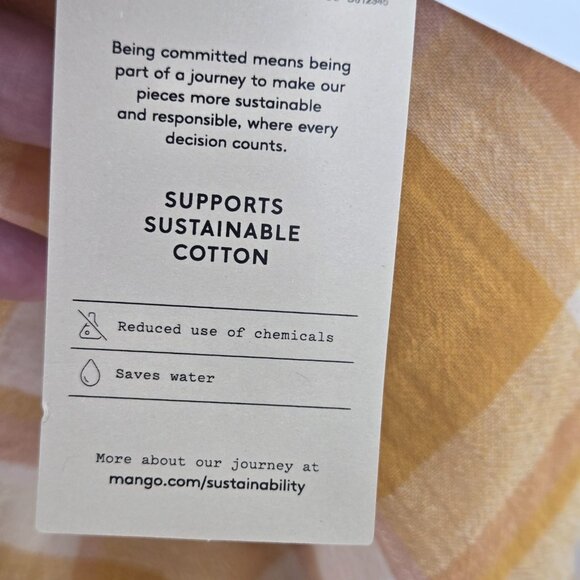 Being committed means being
part of a journey to make our
pieces more sustainable
and responsible, where every
decision counts.
SUPPORTS
SUSTAINABLE
COTTON
Reduced use of chemicals
Saves water
More about our journey at
mango.com/sustainability